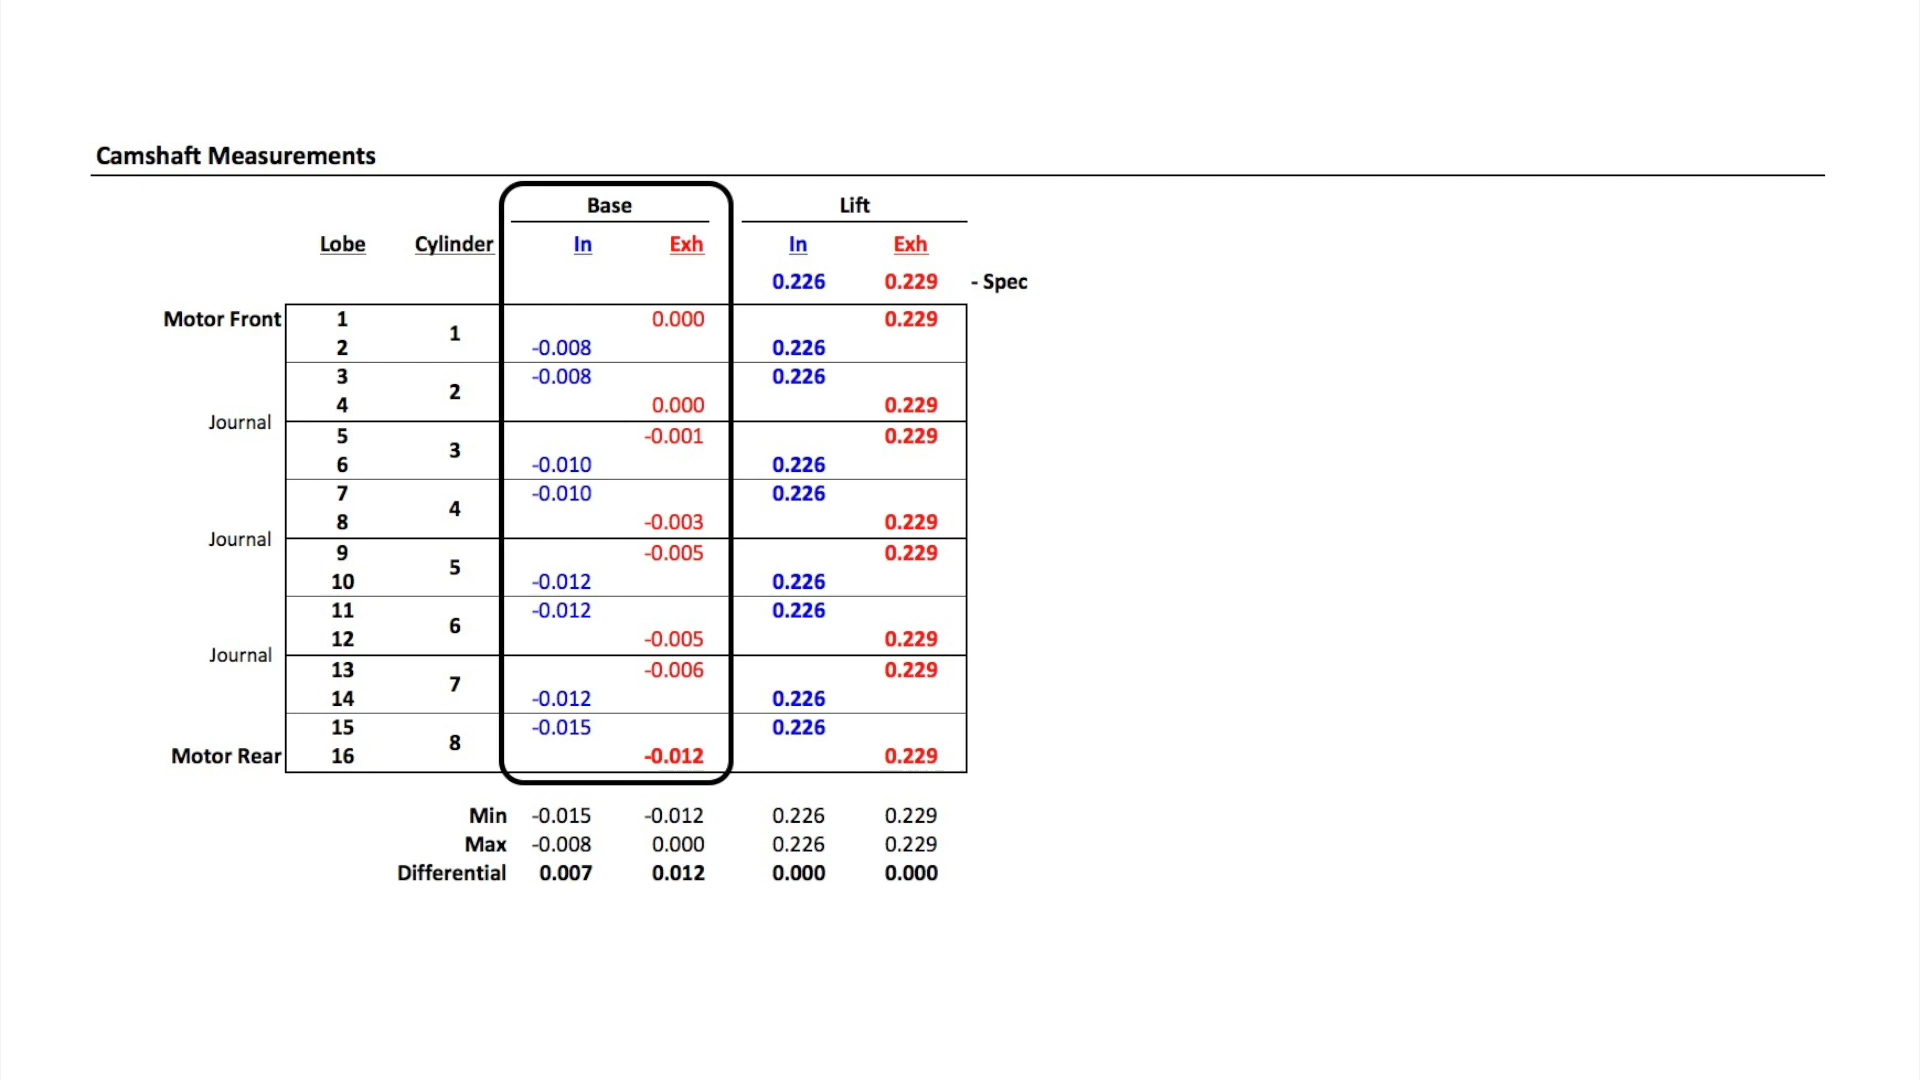 Camshaft Measurements
Base Lift
Lobe Cylinder In Exh In Exh
0.226 0.229 - Spec
Motor Front 1 0.000 0.229
1
2 -0.008 0.226
3 -0.008 0.226
2
4 0.000 0.229
Journal
5 -0.001 0.229
3
6 -0.010 0.226
7 -0.010 0.226
4
8 -0.003 0.229
Journal
9 -0.005 0.229
5
10 -0.012 0.226
11 -0.012 0.226
6
12 -0.005 0.229
Journal
13 -0.006 0.229
7
14 -0.012 0.226
15 -0.015 0.226
8
Motor Rear 16 -0.012 0.229
Min -0.015 -0.012 0.226 0.229
Max -0.008 0.000 0.226 0.229
Differential 0.007 0.012 0.000 0.000